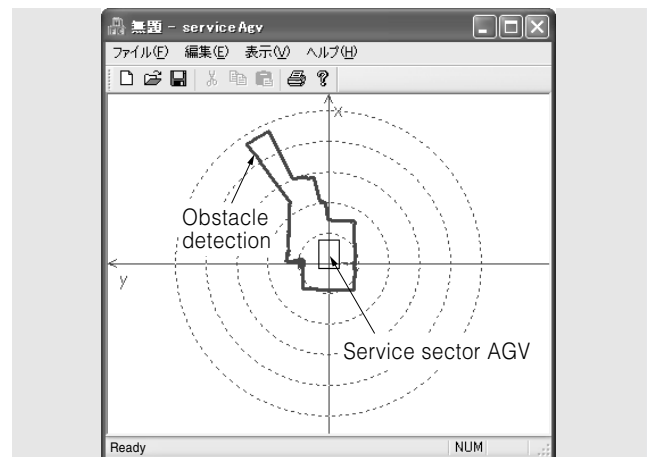 無題 - serviceAgv
ファイル(F) 編集(E) 表示(V) ヘルプ(H)
x
Obstacle
detection
y
Service sector AGV
Ready NUM